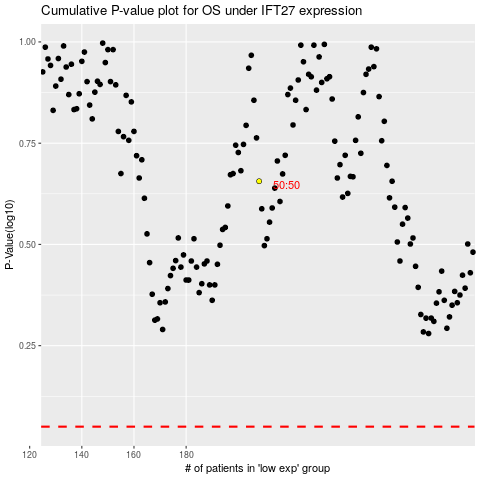 Cumulative P-value plot for OS under IFT27 expression
P-Value(log10)
1.00
0.75
50:50
0.50
0.25
120 140 160 180
# of patients in 'low exp' group